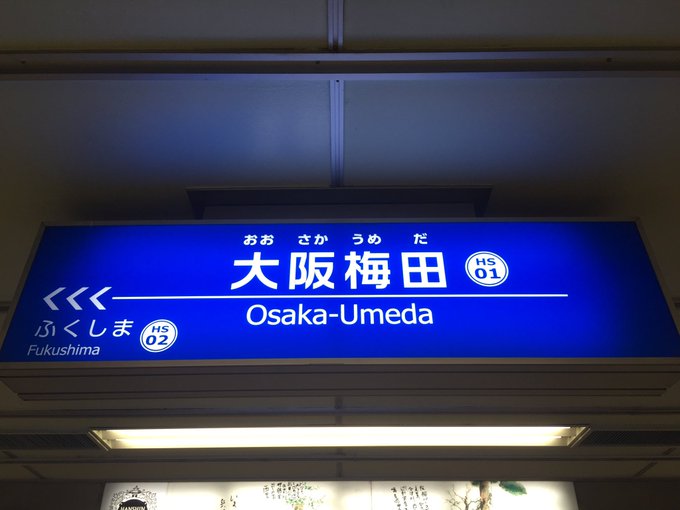 おお さか うめ だ
大阪梅田 HS 01
Osaka-Umeda
ふくしま HS 02
Fukushima
HANSHIN